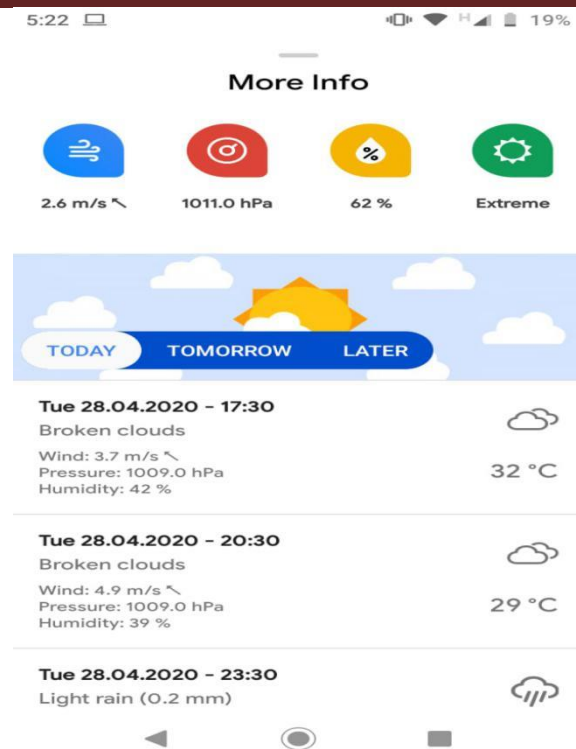 5:22 H 19%
More Info
%
2.6 m/s ↖ 1011.0 hPa 62 % Extreme
TODAY TOMORROW LATER
Tue 28.04.2020 - 17:30
Broken clouds
Wind: 3.7 m/s ↖
Pressure: 1009.0 hPa
Humidity: 42 %
32 °C
Tue 28.04.2020 - 20:30
Broken clouds
Wind: 4.9 m/s ↖
Pressure: 1009.0 hPa
Humidity: 39 %
29 °C
Tue 28.04.2020 - 23:30
Light rain (0.2 mm)